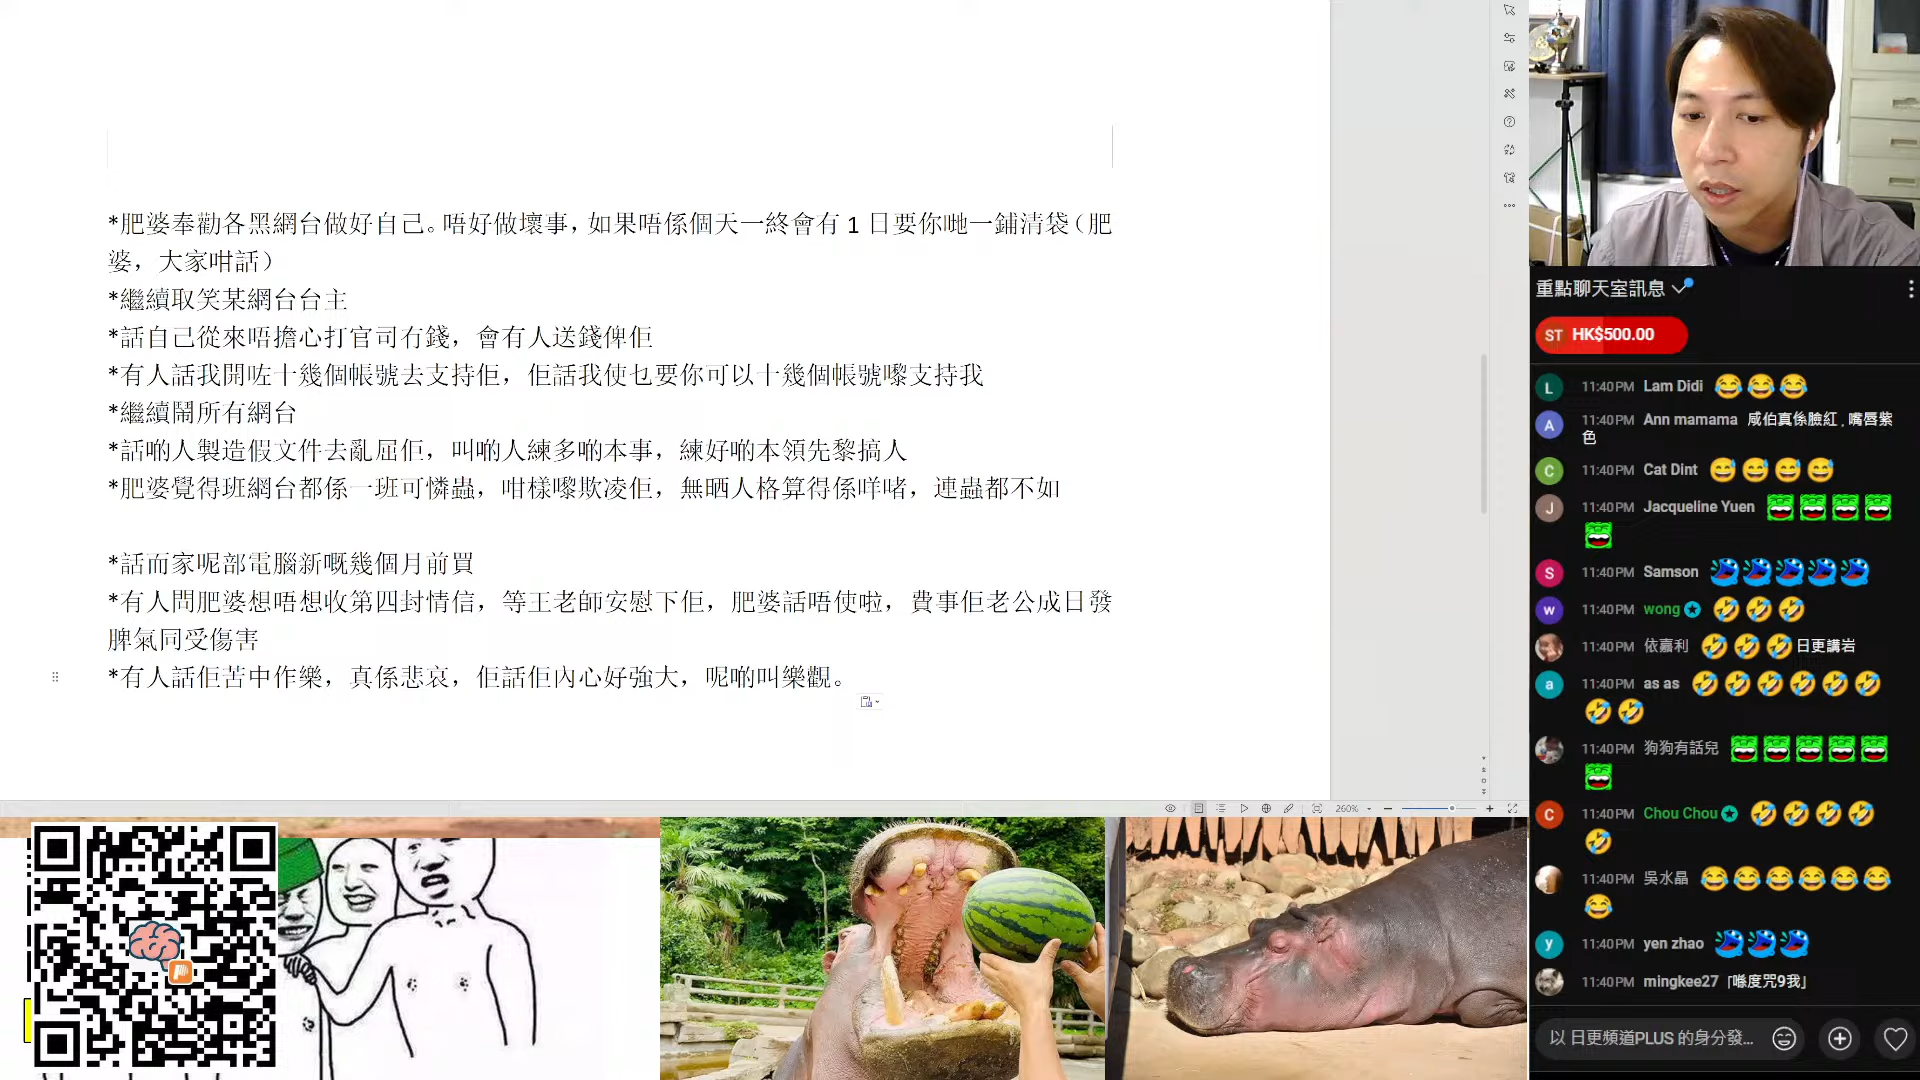 *肥婆奉勸各黑網台做好自己。唔好做壞事，如果唔係個天一終會有 1 日要你哋一鋪清袋（肥
婆，大家咁話）
*繼續取笑某網台台主
*話自己從來唔擔心打官司冇錢，會有人送錢俾佢
*有人話我開咗十幾個帳號去支持佢，佢話我使乜要你可以十幾個帳號嚟支持我
*繼續鬧所有網台
*話啲人製造假文件去亂屈佢，叫啲人練多啲本事，練好啲本領先黎搞人
*肥婆覺得班網台都係一班可憐蟲，咁樣嚟欺凌佢，無晒人格算得係咩啫，連蟲都不如
*話而家呢部電腦新嘅幾個月前買
*有人問肥婆想唔想收第四封情信，等王老師安慰下佢，肥婆話唔使啦，費事佢老公成日發
脾氣同受傷害
*有人話佢苦中作樂，真係悲哀，佢話佢內心好強大，呢啲叫樂觀。
260%
重點聊天室訊息
ST HK$500.00
L 11:40PM Lam Didi 😂😂😂
A 11:40PM Ann mamama 咸伯真係臉紅 , 嘴唇紫
色
C 11:40PM Cat Dint 😅😅😅😅
J 11:40PM Jacqueline Yuen
S 11:40PM Samson
w 11:40PM wong 🤣🤣🤣
11:40PM 依嘉利 🤣🤣🤣日更講岩
a 11:40PM as as 🤣🤣🤣🤣🤣🤣
🤣🤣
11:40PM 狗狗有話兒
C 11:40PM Chou Chou 🤣🤣🤣🤣
🤣
11:40PM 吳水晶 😂😂😂😂😂😂
😂
y 11:40PM yen zhao
11:40PM mingkee27 「喺度咒9我」
以 日更頻道PLUS 的身分發...